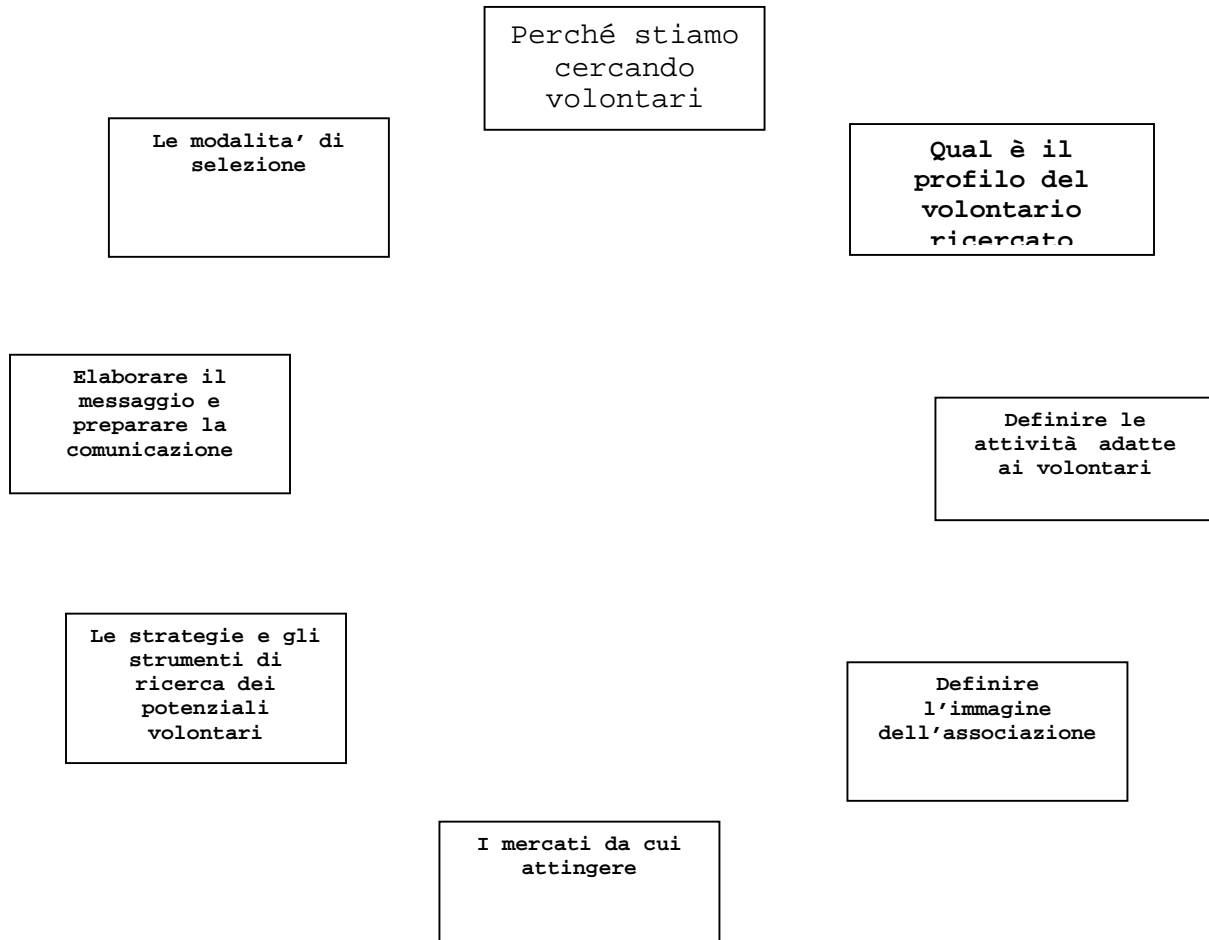 Perché stiamo
cercando
volontari
Qual è il
profilo del
volontario
ricercato
Definire le
attività adatte
ai volontari
Definire
l'immagine
dell'associazione
I mercati da cui
attingere
Le strategie e gli
strumenti di
ricerca dei
potenziali
volontari
Elaborare il
messaggio e
preparare la
comunicazione
Le modalita' di
selezione